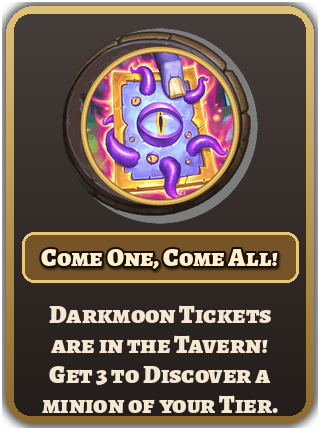 Come One, Come All!
Darkmoon Tickets
are in the Tavern!
Get 3 to Discover a
minion of your Tier.